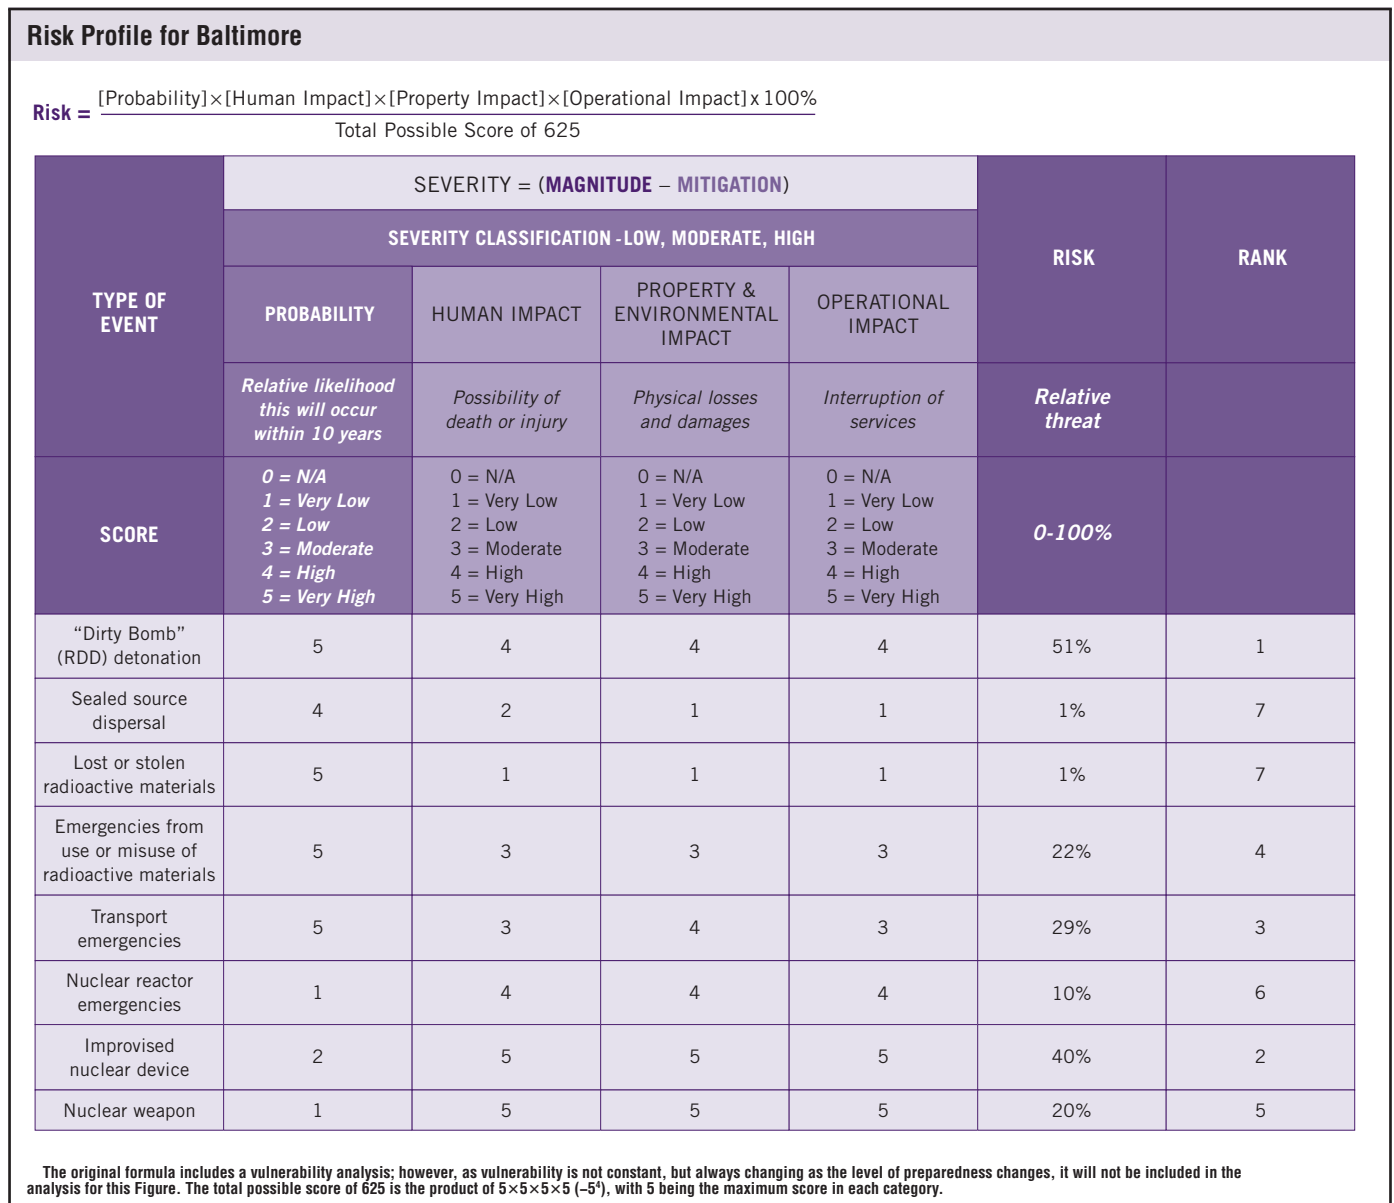 Risk Profile for Baltimore
Risk = [Probability]×[Human Impact]×[Property Impact]×[Operational Impact] x 100%
Total Possible Score of 625
TYPE OF
EVENT
SEVERITY = (MAGNITUDE – MITIGATION)
SEVERITY CLASSIFICATION - LOW, MODERATE, HIGH
RISK
RANK
PROBABILITY
HUMAN IMPACT
PROPERTY &
ENVIRONMENTAL
IMPACT
OPERATIONAL
IMPACT
Relative likelihood
this will occur
within 10 years
Possibility of
death or injury
Physical losses
and damages
Interruption of
services
Relative
threat
SCORE
0 = N/A
1 = Very Low
2 = Low
3 = Moderate
4 = High
5 = Very High
0 = N/A
1 = Very Low
2 = Low
3 = Moderate
4 = High
5 = Very High
0 = N/A
1 = Very Low
2 = Low
3 = Moderate
4 = High
5 = Very High
0 = N/A
1 = Very Low
2 = Low
3 = Moderate
4 = High
5 = Very High
0-100%
“Dirty Bomb”
(RDD) detonation
5 4 4 4 51% 1
Sealed source
dispersal
4 2 1 1 1% 7
Lost or stolen
radioactive materials
5 1 1 1 1% 7
Emergencies from
use or misuse of
radioactive materials
5 3 3 3 22% 4
Transport
emergencies
5 3 4 3 29% 3
Nuclear reactor
emergencies
1 4 4 4 10% 6
Improvised
nuclear device
2 5 5 5 40% 2
Nuclear weapon 1 5 5 5 20% 5
The original formula includes a vulnerability analysis; however, as vulnerability is not constant, but always changing as the level of preparedness changes, it will not be included in the
analysis for this Figure. The total possible score of 625 is the product of 5×5×5×5 (–5⁴), with 5 being the maximum score in each category.